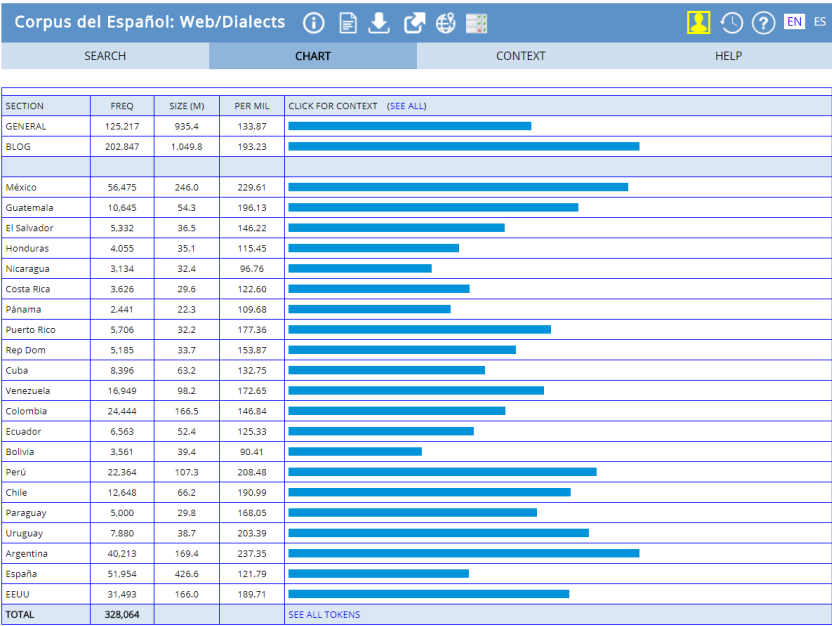 Corpus del Español: Web/Dialects EN ES
SEARCH CHART CONTEXT HELP
SECTION FREQ SIZE (M) PER MIL CLICK FOR CONTEXT (SEE ALL)
GENERAL 125,217 935.4 133.87
BLOG 202,847 1,049.8 193.23
México 56,475 246.0 229.61
Guatemala 10,645 54.3 196.13
El Salvador 5,332 36.5 146.22
Honduras 4,055 35.1 115.45
Nicaragua 3,134 32.4 96.76
Costa Rica 3,626 29.6 122.60
Pánama 2,441 22.3 109.68
Puerto Rico 5,706 32.2 177.36
Rep Dom 5,185 33.7 153.87
Cuba 8,396 63.2 132.75
Venezuela 16,949 98.2 172.65
Colombia 24,444 166.5 146.84
Ecuador 6,563 52.4 125.33
Bolivia 3,561 39.4 90.41
Perú 22,364 107.3 208.48
Chile 12,648 66.2 190.99
Paraguay 5,000 29.8 168.05
Uruguay 7,880 38.7 203.39
Argentina 40,213 169.4 237.35
España 51,954 426.6 121.79
EEUU 31,493 166.0 189.71
TOTAL 328,064 SEE ALL TOKENS